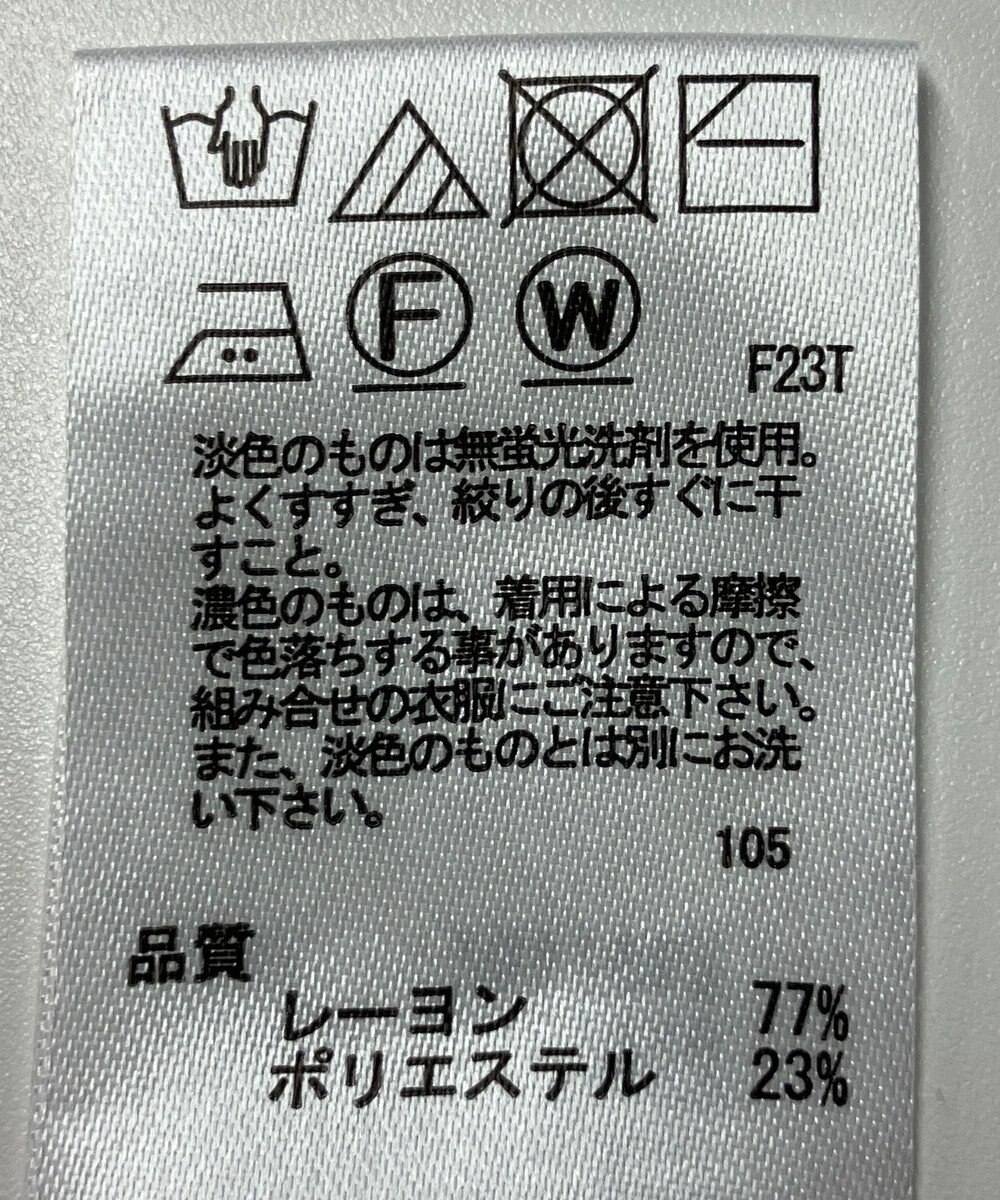 F
W
F23T
淡色のものは無蛍光洗剤を使用。
よくすすぎ、絞りの後すぐに干
すこと。
濃色のものは、着用による摩擦
で色落ちする事がありますので、
組み合せの衣服にご注意下さい。
また、淡色のものとは別にお洗
い下さい。
105
品質
レーヨン 77%
ポリエステル 23%